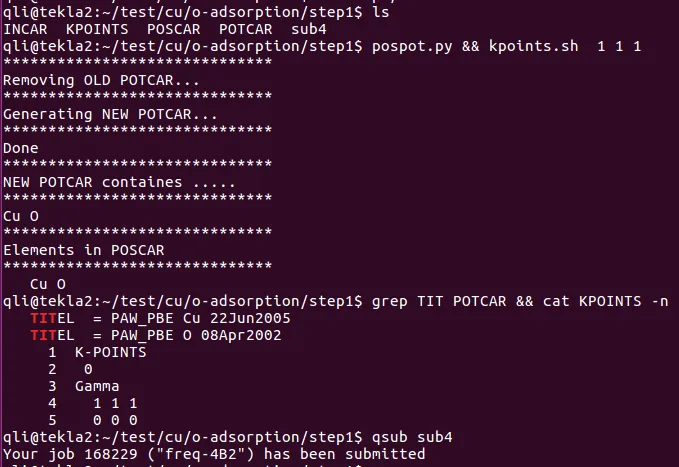 qli@tekla2:~/test/cu/o-adsorption/step1$ ls
INCAR  KPOINTS  POSCAR  POTCAR  sub4
qli@tekla2:~/test/cu/o-adsorption/step1$ pospot.py && kpoints.sh  1 1 1
******************************
Removing OLD POTCAR...
******************************
Generating NEW POTCAR...
******************************
Done
******************************
NEW POTCAR containes .....
******************************
Cu O
******************************
Elements in POSCAR
******************************
   Cu O
qli@tekla2:~/test/cu/o-adsorption/step1$ grep TIT POTCAR && cat KPOINTS -n
   TITEL  = PAW_PBE Cu 22Jun2005
   TITEL  = PAW_PBE O 08Apr2002
     1  K-POINTS
     2   0
     3  Gamma
     4    1 1 1
     5    0 0 0
qli@tekla2:~/test/cu/o-adsorption/step1$ qsub sub4
Your job 168229 ("freq-4B2") has been submitted